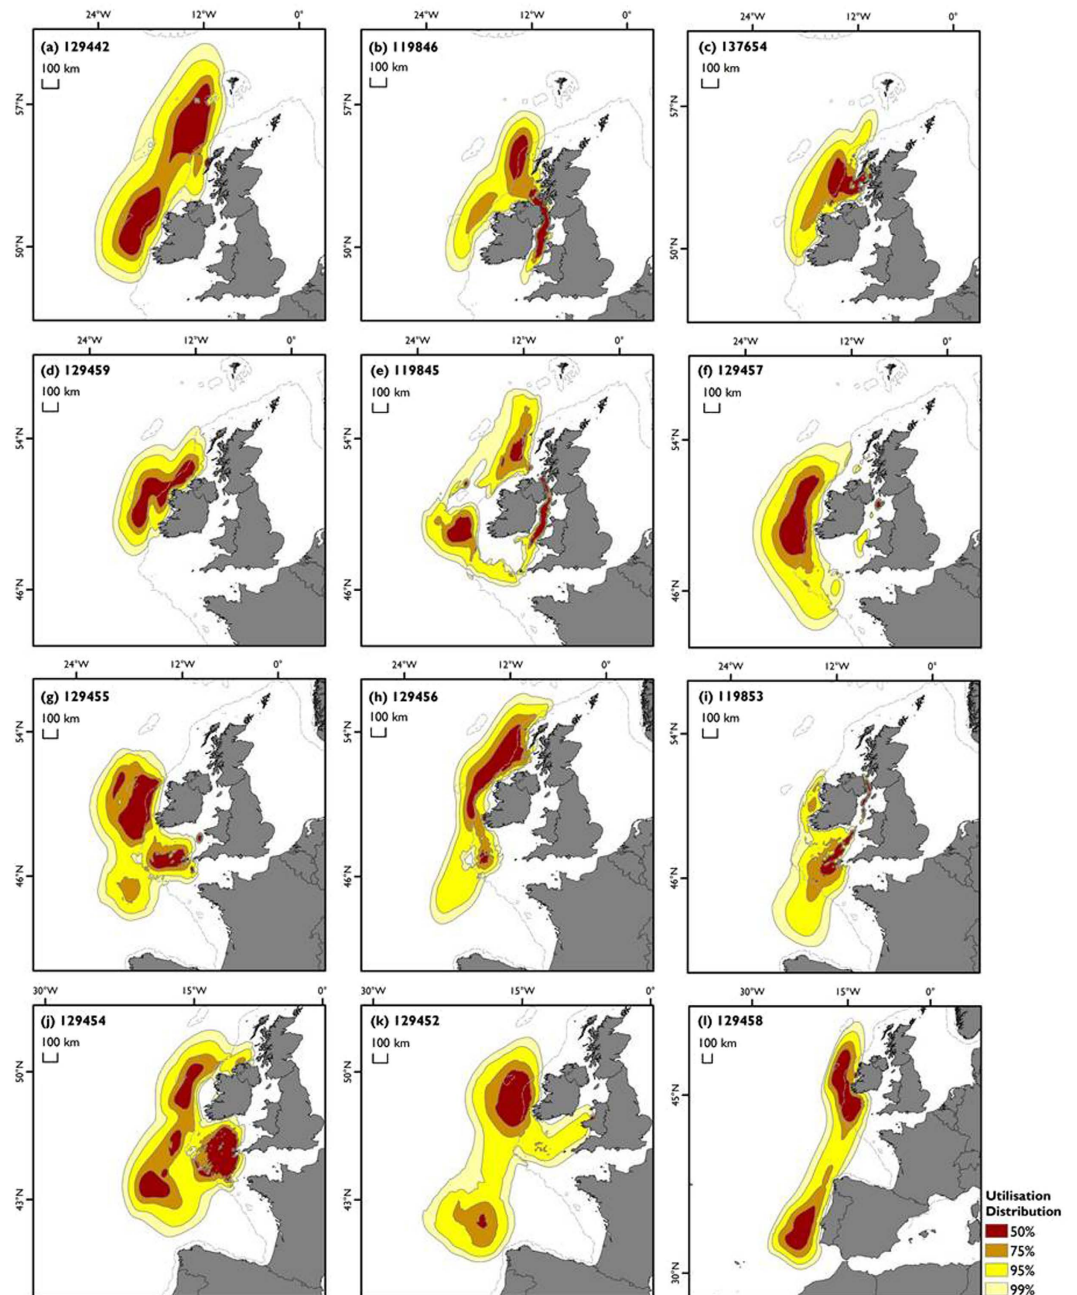 24°W 12°W 0° 24°W 12°W 0° 24°W 12°W 0°
(a) 129442 (b) 119846 (c) 137654
100 km 100 km 100 km
57°N 57°N 57°N
50°N 50°N 50°N
24°W 12°W 0° 24°W 12°W 0° 24°W 12°W 0°
(d) 129459 (e) 119845 (f) 129457
100 km 100 km 100 km
54°N 54°N 54°N
46°N 46°N 46°N
24°W 12°W 0° 24°W 12°W 0° 24°W 12°W 0°
(g) 129455 (h) 129456 (i) 119853
100 km 100 km 100 km
54°N 54°N 54°N
46°N 46°N 46°N
30°W 15°W 0° 30°W 15°W 0° 30°W 15°W 0°
(j) 129454 (k) 129452 (l) 129458
100 km 100 km 100 km
50°N 50°N 45°N
43°N 43°N 30°N
Utilisation
Distribution
50%
75%
95%
99%